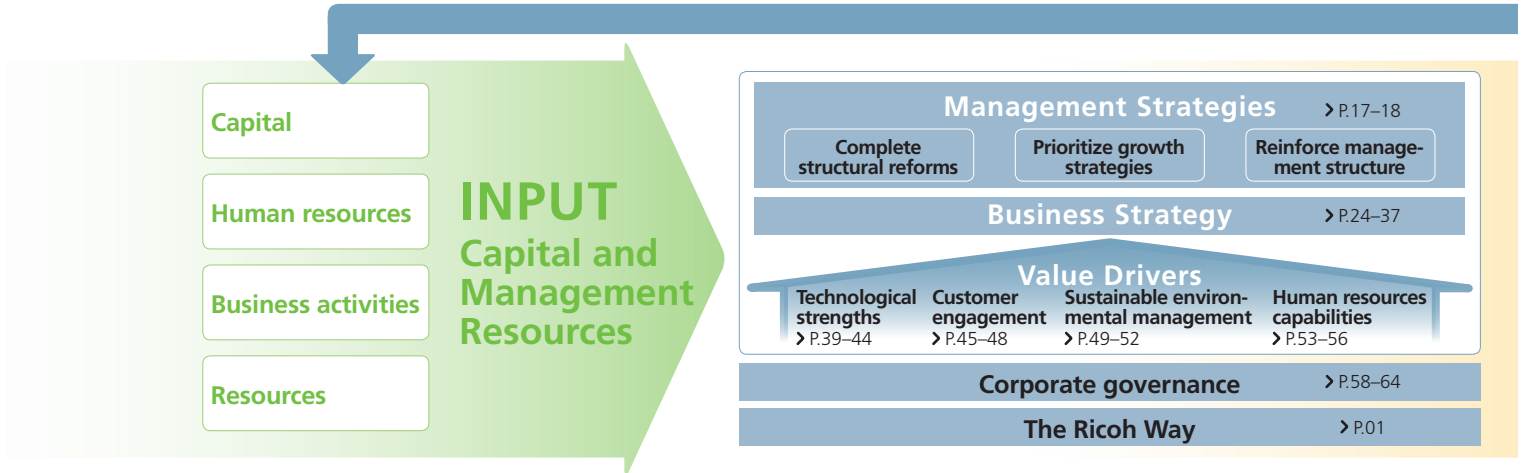 Capital
Human resources
Business activities
Resources
INPUT
Capital and
Management
Resources
Management Strategies > P.17–18
Complete
structural reforms
Prioritize growth
strategies
Reinforce manage-
ment structure
Business Strategy > P.24–37
Value Drivers
Technological
strengths
> P.39–44
Customer
engagement
> P.45–48
Sustainable environ-
mental management
> P.49–52
Human resources
capabilities
> P.53–56
Corporate governance > P.58–64
The Ricoh Way > P.01